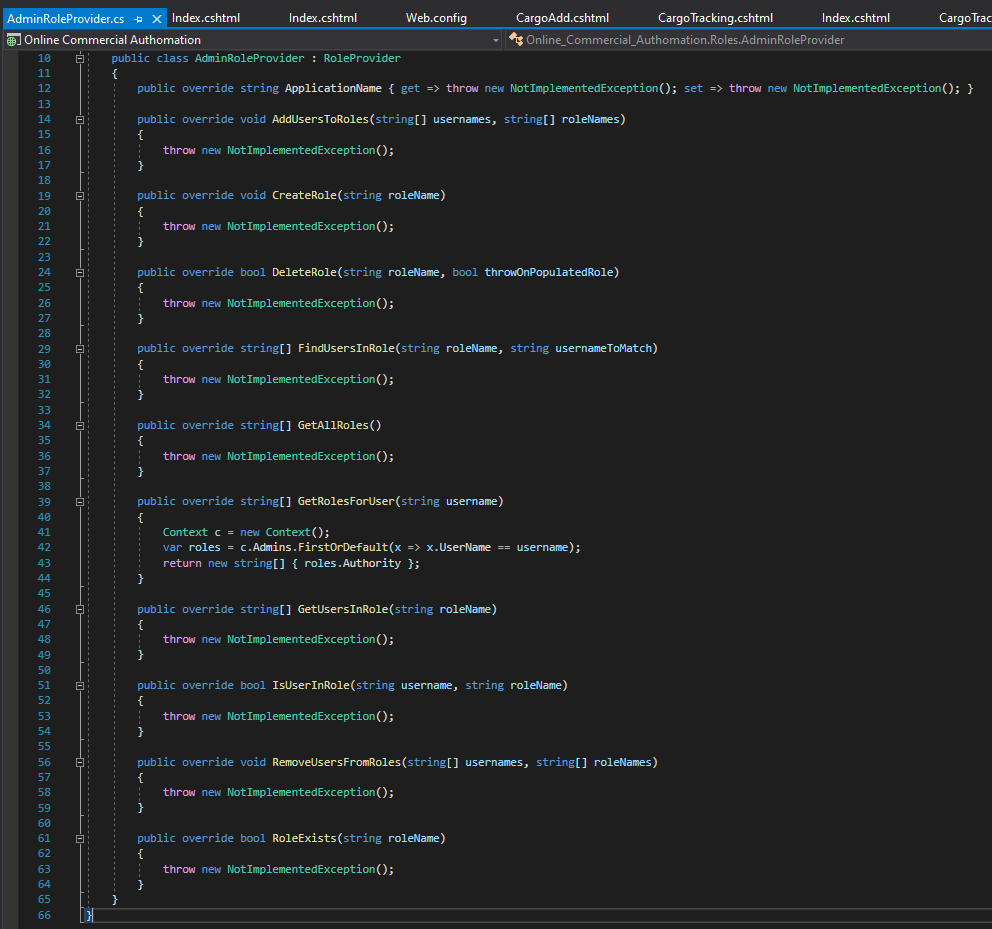 AdminRoleProvider.cs Index.cshtml Index.cshtml Web.config CargoAdd.cshtml CargoTracking.cshtml Index.cshtml CargoTrac
Online Commercial Authomation Online_Commercial_Authomation.Roles.AdminRoleProvider
10 public class AdminRoleProvider : RoleProvider
11 {
12 public override string ApplicationName { get => throw new NotImplementedException(); set => throw new NotImplementedException(); }
13
14 public override void AddUsersToRoles(string[] usernames, string[] roleNames)
15 {
16 throw new NotImplementedException();
17 }
18
19 public override void CreateRole(string roleName)
20 {
21 throw new NotImplementedException();
22 }
23
24 public override bool DeleteRole(string roleName, bool throwOnPopulatedRole)
25 {
26 throw new NotImplementedException();
27 }
28
29 public override string[] FindUsersInRole(string roleName, string usernameToMatch)
30 {
31 throw new NotImplementedException();
32 }
33
34 public override string[] GetAllRoles()
35 {
36 throw new NotImplementedException();
37 }
38
39 public override string[] GetRolesForUser(string username)
40 {
41 Context c = new Context();
42 var roles = c.Admins.FirstOrDefault(x => x.UserName == username);
43 return new string[] { roles.Authority };
44 }
45
46 public override string[] GetUsersInRole(string roleName)
47 {
48 throw new NotImplementedException();
49 }
50
51 public override bool IsUserInRole(string username, string roleName)
52 {
53 throw new NotImplementedException();
54 }
55
56 public override void RemoveUsersFromRoles(string[] usernames, string[] roleNames)
57 {
58 throw new NotImplementedException();
59 }
60
61 public override bool RoleExists(string roleName)
62 {
63 throw new NotImplementedException();
64 }
65 }
66 }